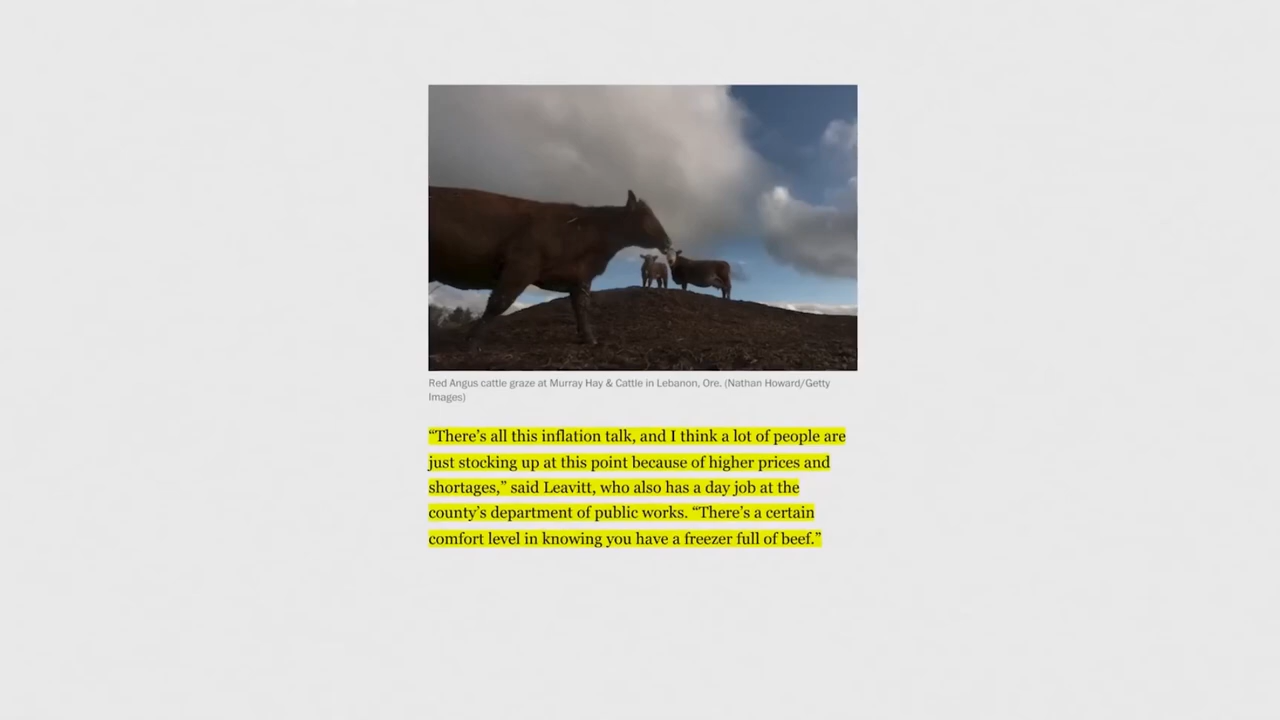 Red Angus cattle graze at Murray Hay & Cattle in Lebanon, Ore. (Nathan Howard/Getty
Images)
“There’s all this inflation talk, and I think a lot of people are
just stocking up at this point because of higher prices and
shortages,” said Leavitt, who also has a day job at the
county’s department of public works. “There’s a certain
comfort level in knowing you have a freezer full of beef.”